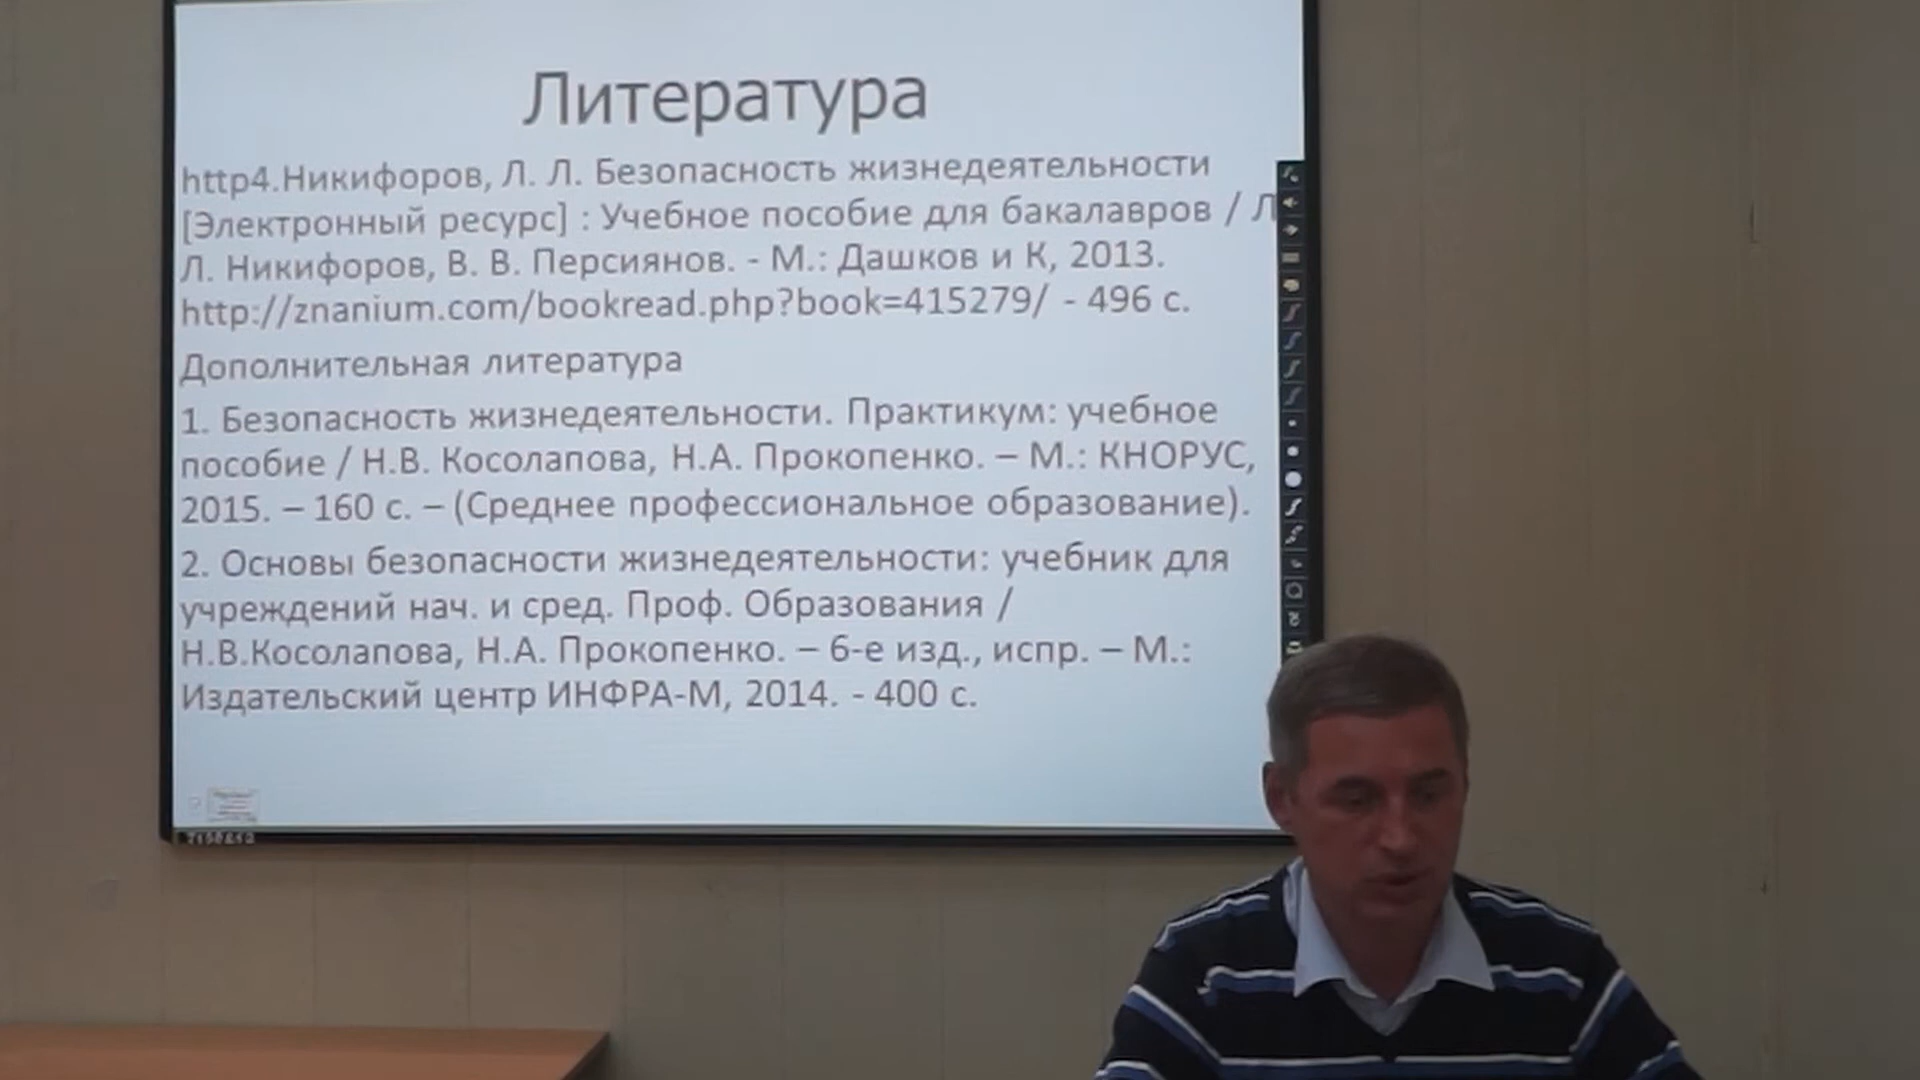 Литература
http4.Никифоров, Л. Л. Безопасность жизнедеятельности
[Электронный ресурс] : Учебное пособие для бакалавров / Л
Л. Никифоров, В. В. Персиянов. - М.: Дашков и К, 2013.
http://znanium.com/bookread.php?book=415279/ - 496 с.
Дополнительная литература
1. Безопасность жизнедеятельности. Практикум: учебное
пособие / Н.В. Косолапова, Н.А. Прокопенко. – М.: КНОРУС,
2015. – 160 с. – (Среднее профессиональное образование).
2. Основы безопасности жизнедеятельности: учебник для
учреждений нач. и сред. Проф. Образования /
Н.В.Косолапова, Н.А. Прокопенко. – 6-е изд., испр. – М.:
Издательский центр ИНФРА-М, 2014. - 400 с.